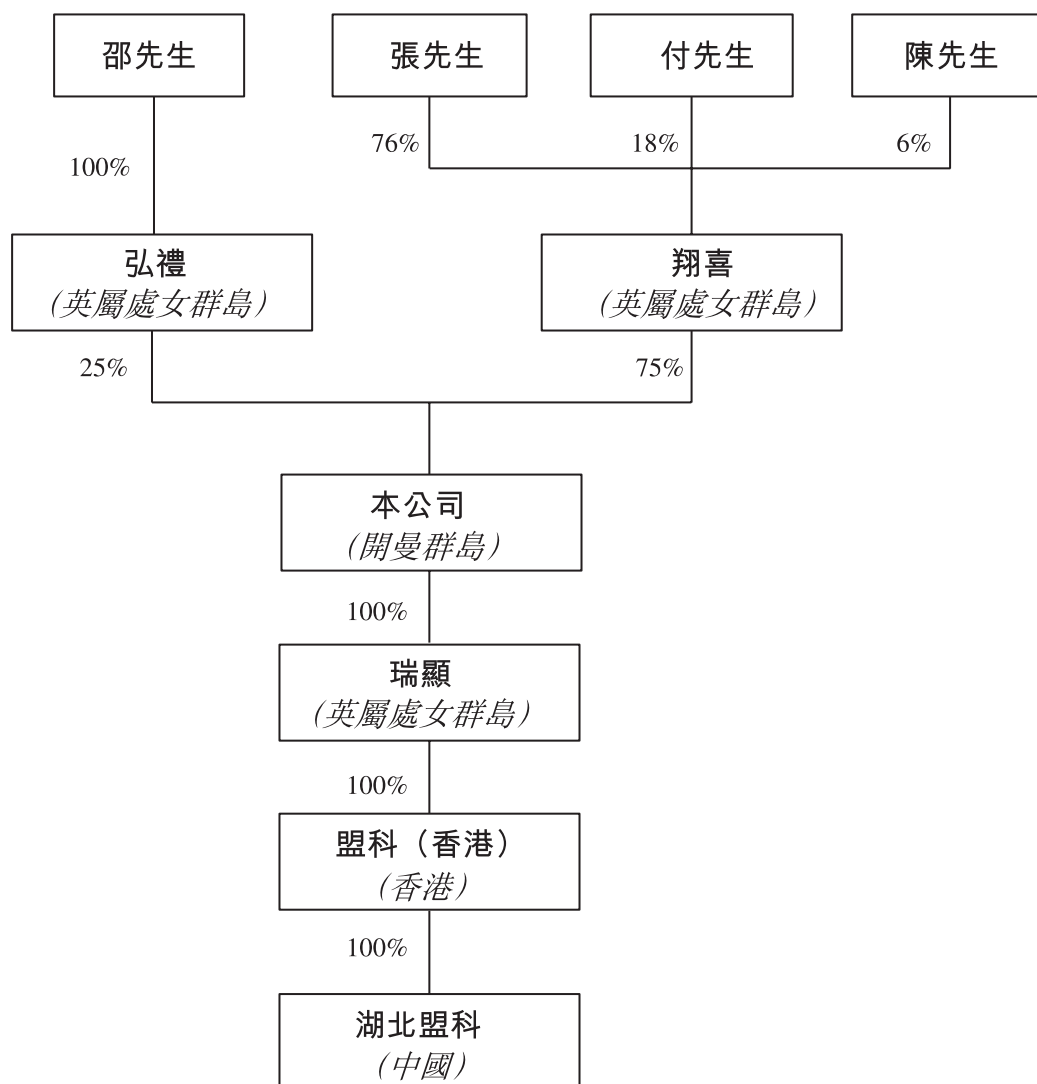 邵先生
張先生
付先生
陳先生
76%
18%
6%
100%
弘禮
(英屬處女群島)
翔喜
(英屬處女群島)
25%
75%
本公司
(開曼群島)
100%
瑞顯
(英屬處女群島)
100%
盟科（香港）
(香港)
100%
湖北盟科
(中國)